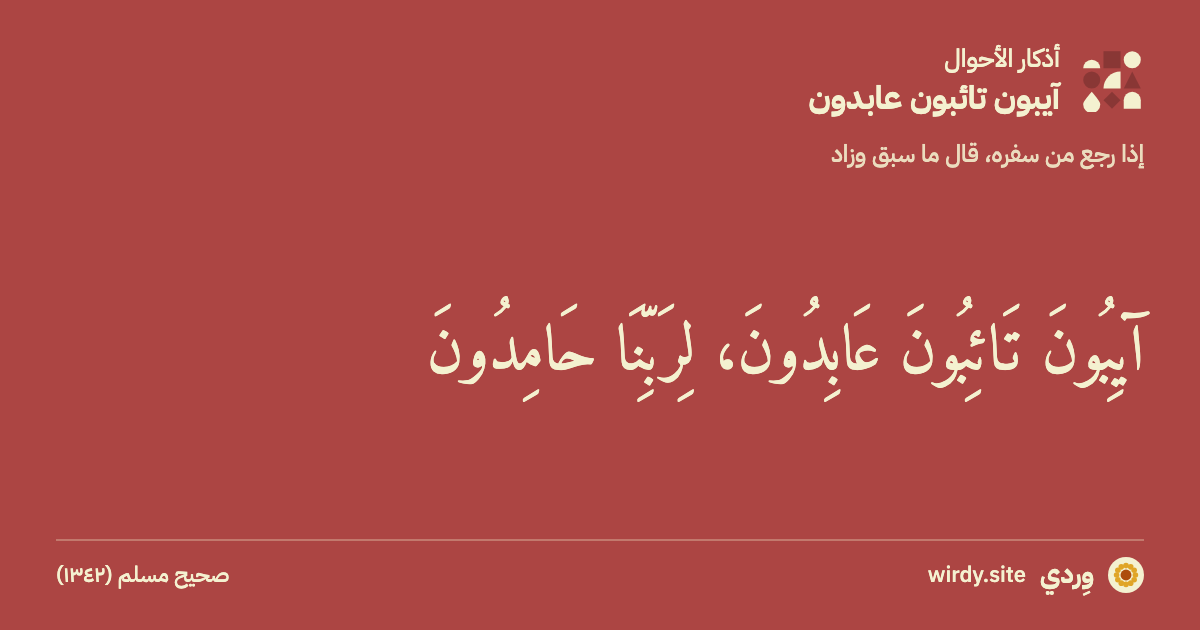 أذكار الأحوال
آيبون تائبون عابدون
إذا رجع من سفره، قال ما سبق وزاد
آيِبُونَ تَائِبُونَ عَابِدُونَ، لِرَبِّنَا حَامِدُونَ
وِردي wirdy.site
صحيح مسلم (١٣٤٢)